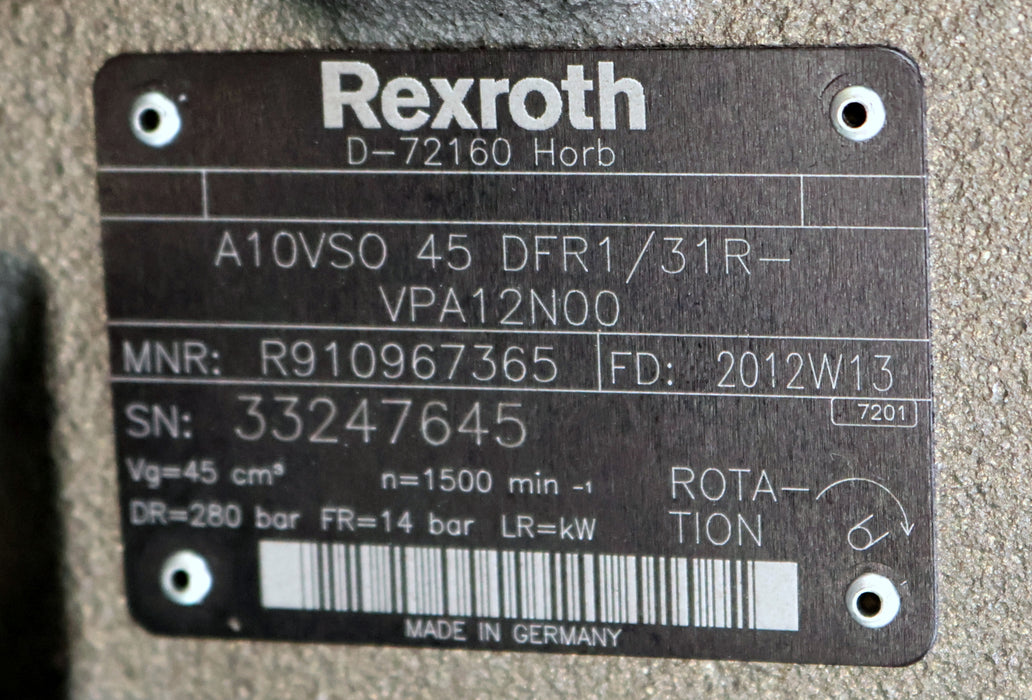 Rexroth
D-72160 Horb
A10VSO 45 DFR1/31R-
VPA12N00
MNR: R910967365 FD: 2012W13
7201
SN: 33247645
Vg=45 cm³ n=1500 min -1
DR=280 bar FR=14 bar LR=kW
ROTA-
TION
MADE IN GERMANY